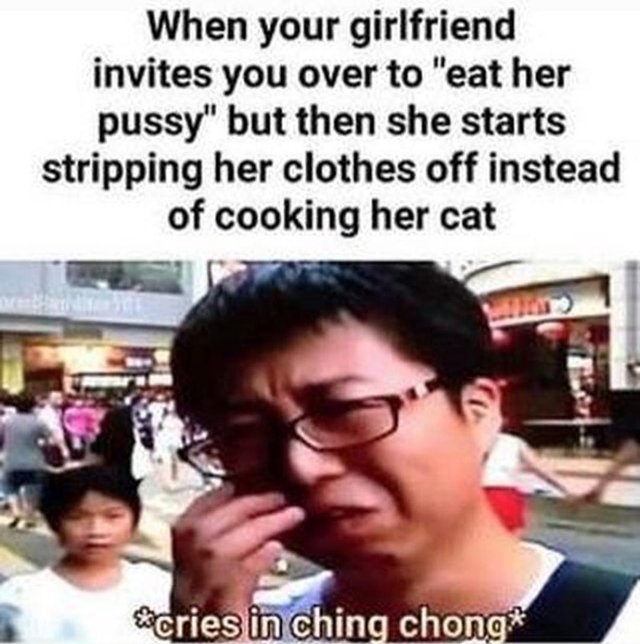 When your girlfriend
invites you over to "eat her
pussy" but then she starts
stripping her clothes off instead
of cooking her cat
*cries in ching chong*